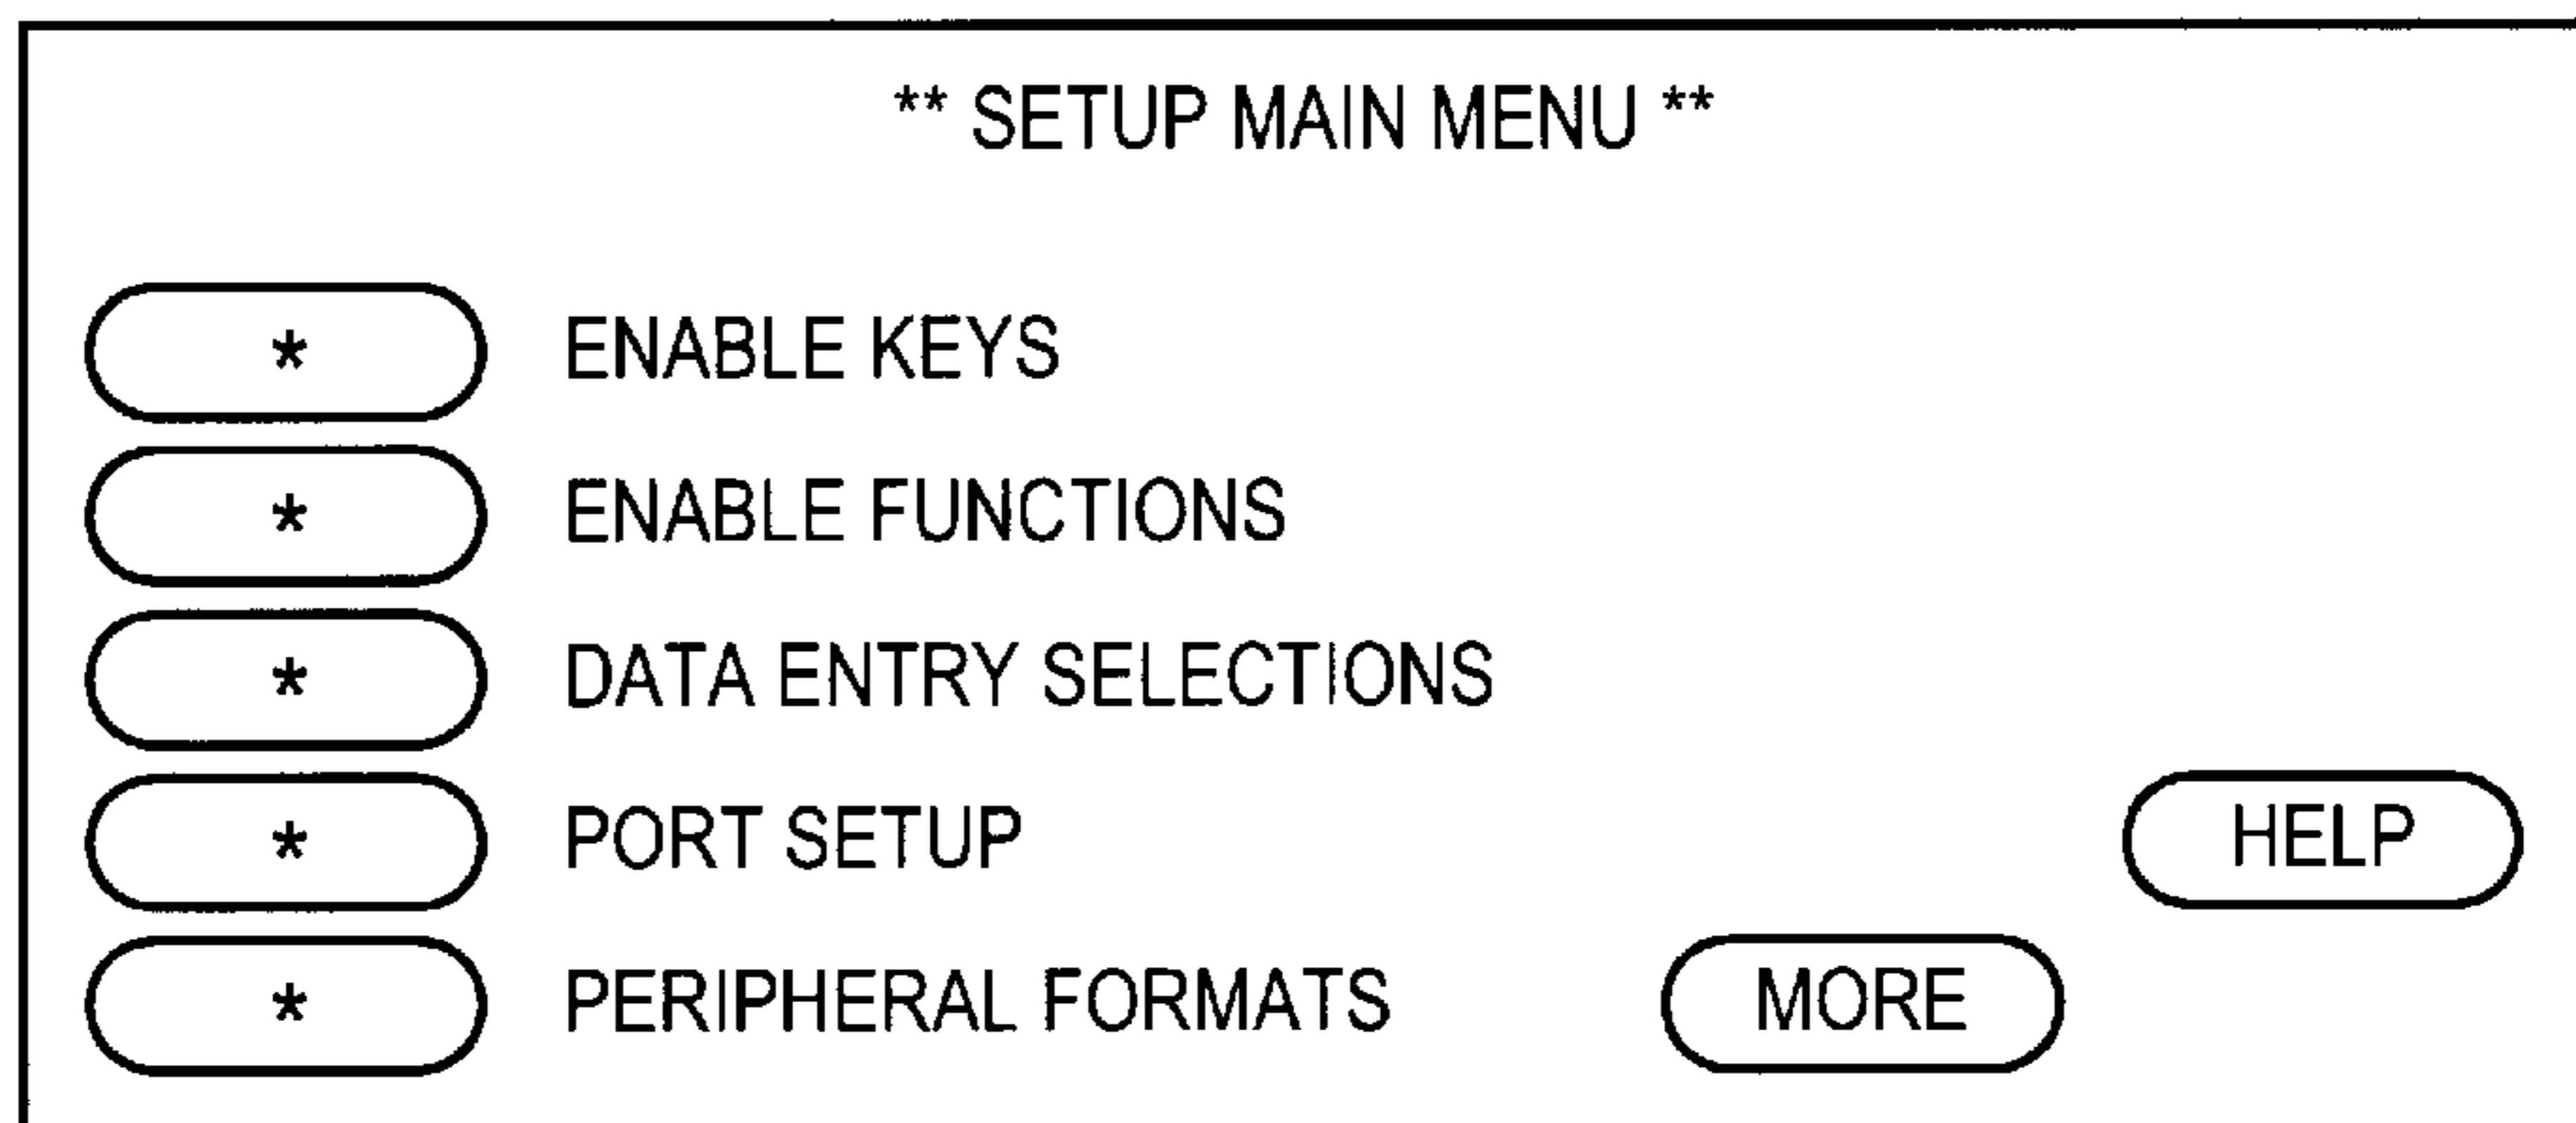 ** SETUP MAIN MENU **
* ENABLE KEYS
* ENABLE FUNCTIONS
* DATA ENTRY SELECTIONS
* PORT SETUP HELP
* PERIPHERAL FORMATS MORE